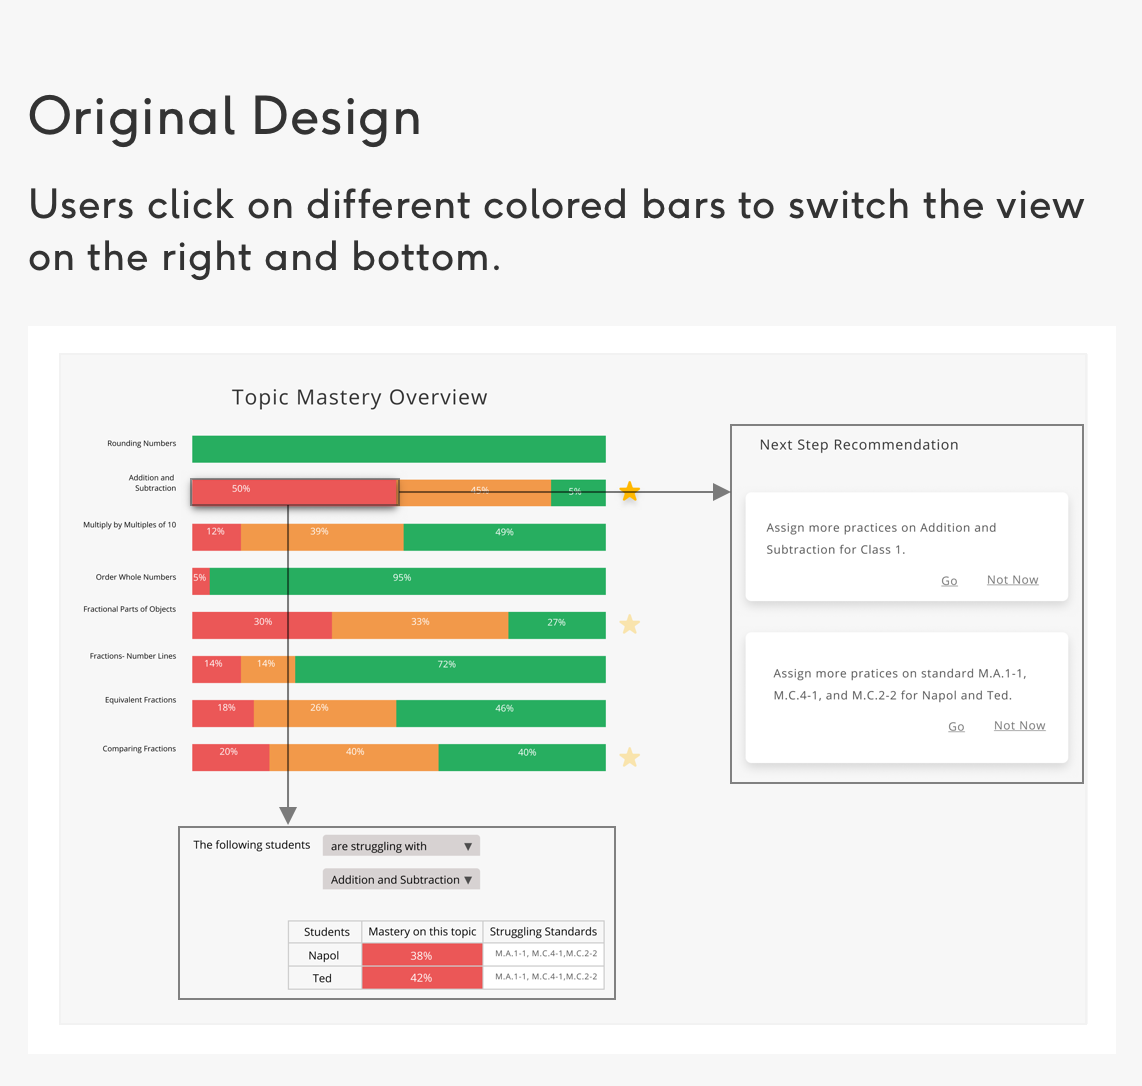 Original Design
Users click on different colored bars to switch the view
on the right and bottom.
Topic Mastery Overview
Rounding Numbers
Addition and
Subtraction
50%
45%
5%
Multiply by Multiples of 10
12%
39%
49%
Order Whole Numbers
5%
95%
Fractional Parts of Objects
30%
33%
27%
Fractions- Number Lines
14%
14%
72%
Equivalent Fractions
18%
26%
46%
Comparing Fractions
20%
40%
40%
Next Step Recommendation
Assign more practices on Addition and
Subtraction for Class 1.
Go Not Now
Assign more pratices on standard M.A.1-1,
M.C.4-1, and M.C.2-2 for Napol and Ted.
Go Not Now
The following students are struggling with ▼
Addition and Subtraction ▼
Students Mastery on this topic Struggling Standards
Napol 38% M.A.1-1, M.C.4-1,M.C.2-2
Ted 42% M.A.1-1, M.C.4-1,M.C.2-2